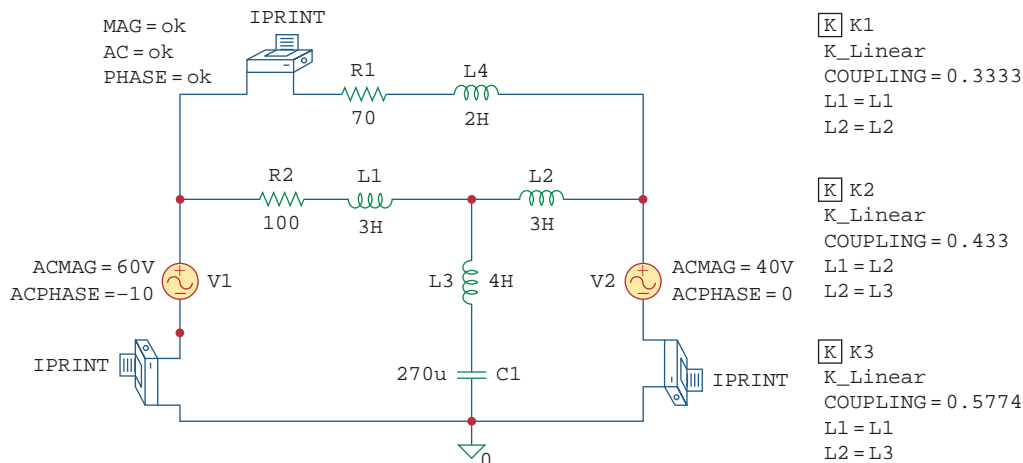 MAG = ok
AC = ok
PHASE = ok
IPRINT
R1
70
L4
2H
R2
100
L1
3H
L2
3H
ACMAG = 60V
ACPHASE = –10
V1
L3
4H
V2
ACMAG = 40V
ACPHASE = 0
IPRINT
270u
C1
IPRINT
0
K K1
K_Linear
COUPLING = 0.3333
L1 = L1
L2 = L2
K K2
K_Linear
COUPLING = 0.433
L1 = L2
L2 = L3
K K3
K_Linear
COUPLING = 0.5774
L1 = L1
L2 = L3